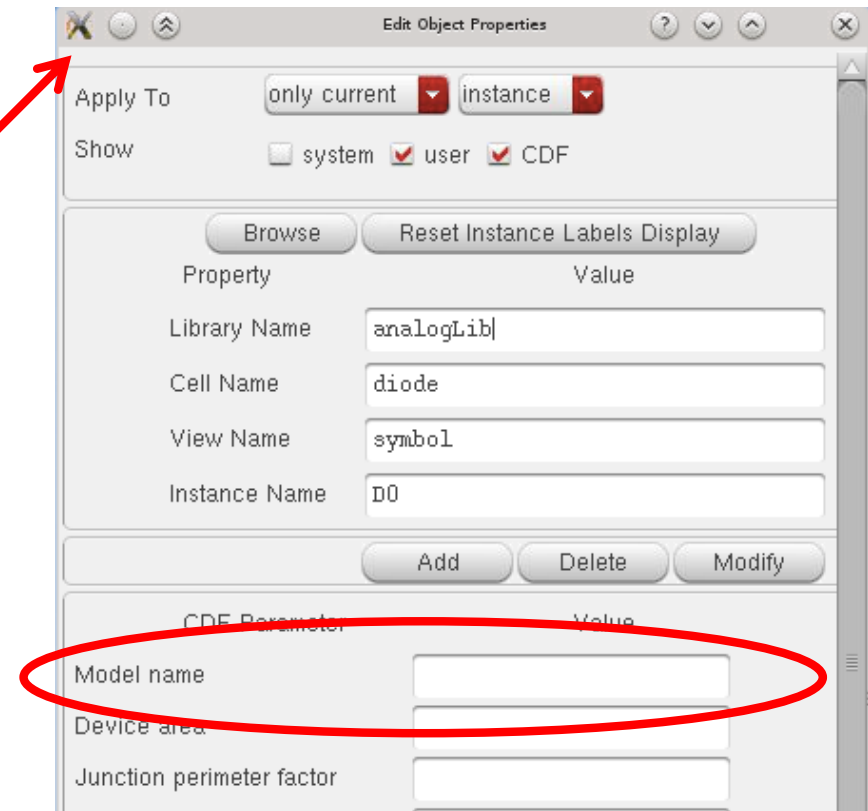 Edit Object Properties
Apply To only current instance
Show system user CDF
Browse Reset Instance Labels Display
Property Value
Library Name analogLib
Cell Name diode
View Name symbol
Instance Name D0
Add Delete Modify
CDF Parameter Value
Model name
Device area
Junction perimeter factor